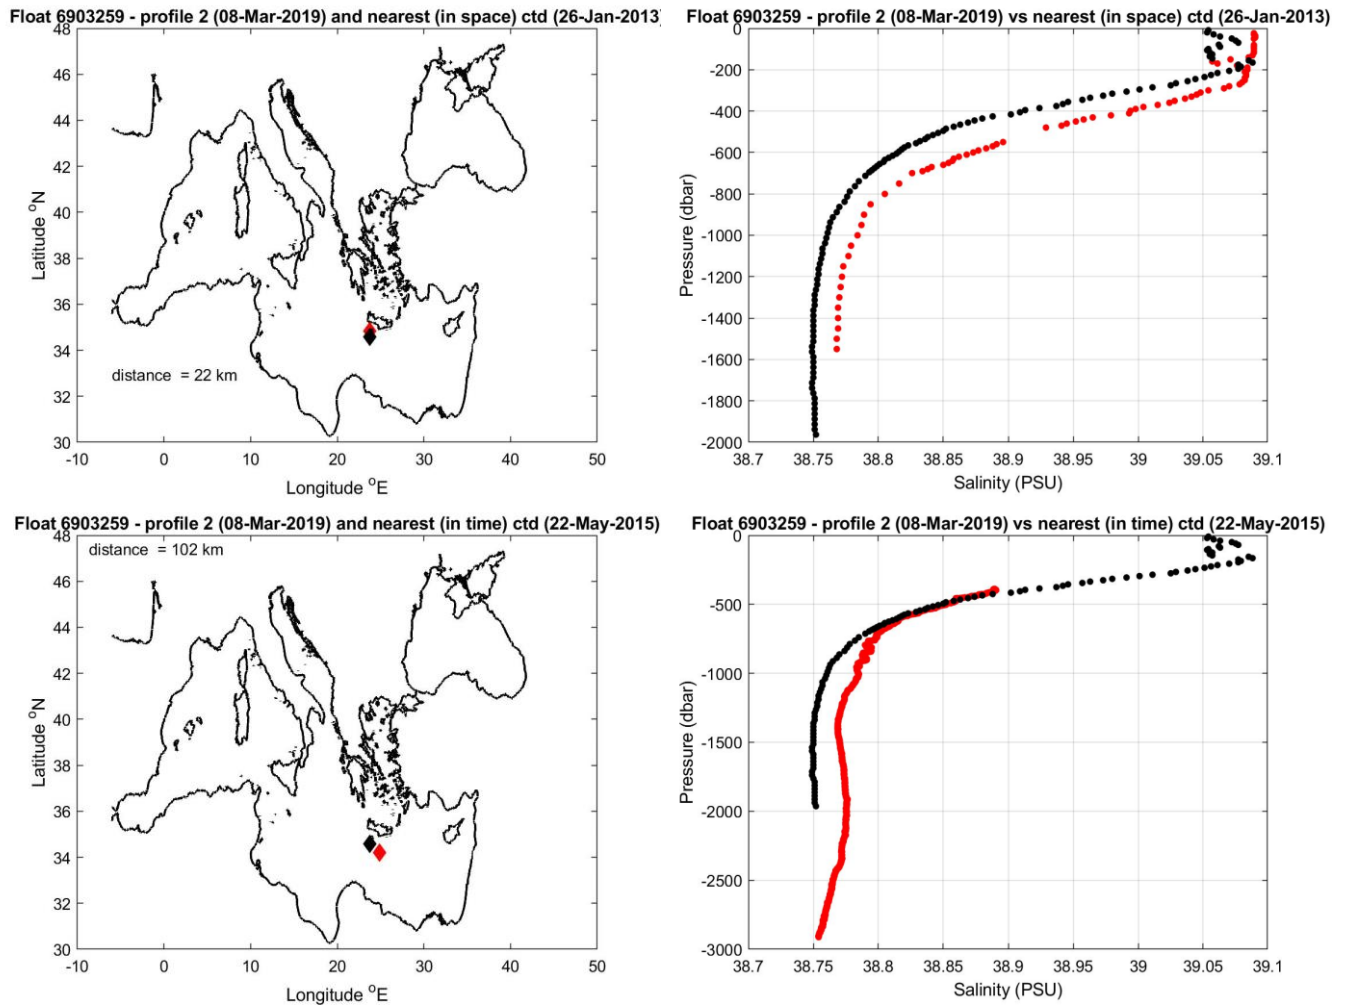 Float 6903259 - profile 2 (08-Mar-2019) and nearest (in space) ctd (26-Jan-2013)
48
46
44
42
40
38
36
34
32
30
Latitude °N
distance = 22 km
-10 0 10 20 30 40 50
Longitude °E
Float 6903259 - profile 2 (08-Mar-2019) vs nearest (in space) ctd (26-Jan-2013)
0
-200
-400
-600
-800
-1000
-1200
-1400
-1600
-1800
-2000
Pressure (dbar)
38.7 38.75 38.8 38.85 38.9 38.95 39 39.05 39.1
Salinity (PSU)
Float 6903259 - profile 2 (08-Mar-2019) and nearest (in time) ctd (22-May-2015)
distance = 102 km
48
46
44
42
40
38
36
34
32
30
Latitude °N
-10 0 10 20 30 40 50
Longitude °E
Float 6903259 - profile 2 (08-Mar-2019) vs nearest (in time) ctd (22-May-2015)
0
-500
-1000
-1500
-2000
-2500
-3000
Pressure (dbar)
38.7 38.75 38.8 38.85 38.9 38.95 39 39.05 39.1
Salinity (PSU)